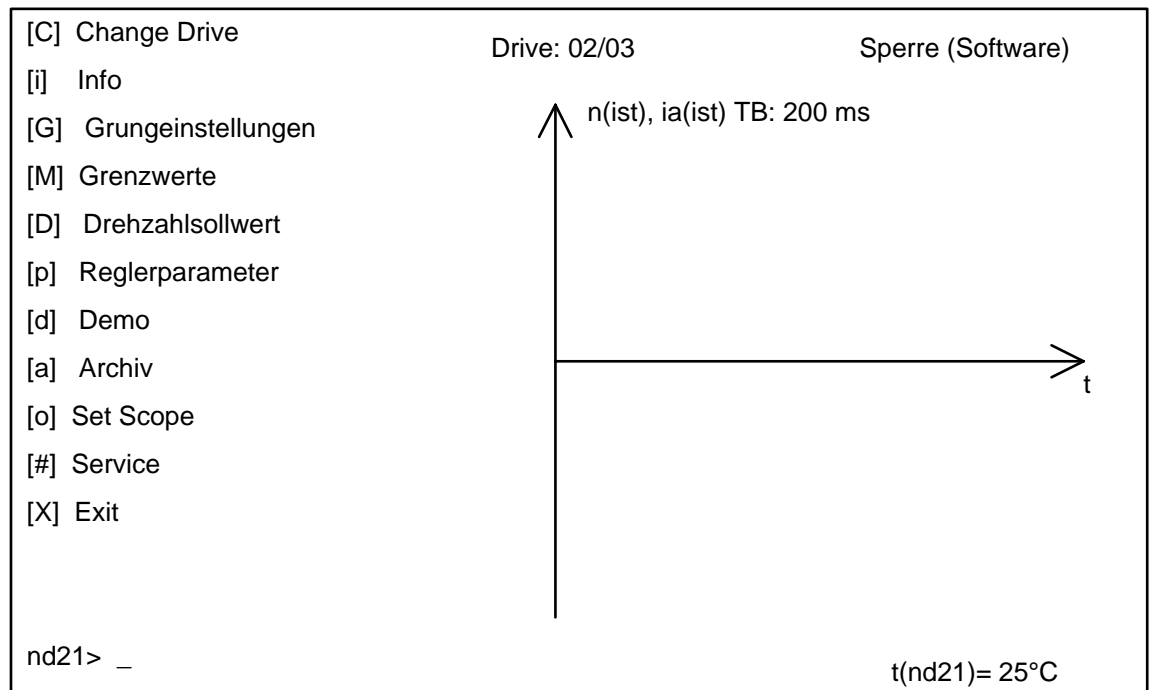 [C] Change Drive
Drive: 02/03
Sperre (Software)
[i] Info
n(ist), ia(ist) TB: 200 ms
[G] Grungeinstellungen
[M] Grenzwerte
[D] Drehzahlsollwert
[p] Reglerparameter
[d] Demo
[a] Archiv
t
[o] Set Scope
[#] Service
[X] Exit
nd21> _
t(nd21)= 25°C